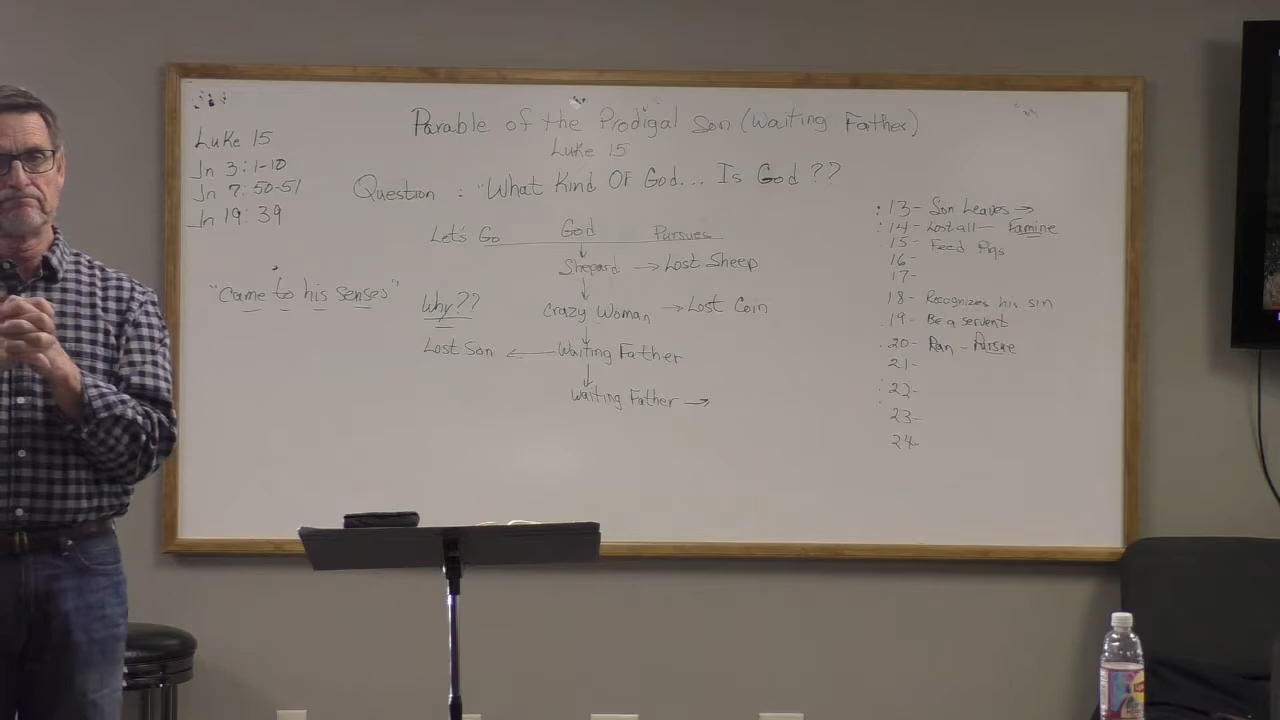 Parable of the Prodigal Son (Waiting Father)
Luke 15
Question : "What Kind Of God... Is God ??
Luke 15
Jn 3:1-10
Jn 7:50-51
Jn 19:39
"Came to his senses"
Let's Go God Pursues
Shepard → Lost Sheep
Why??
Crazy Woman → Lost Coin
Lost Son ← Waiting Father
Waiting Father →
13- Son Leaves →
14- Lost all - Famine
15- Feed Pigs
16-
17-
18- Recognizes his sin
19- Be a servent
20- Ran - Pursue
21-
22-
23-
24-